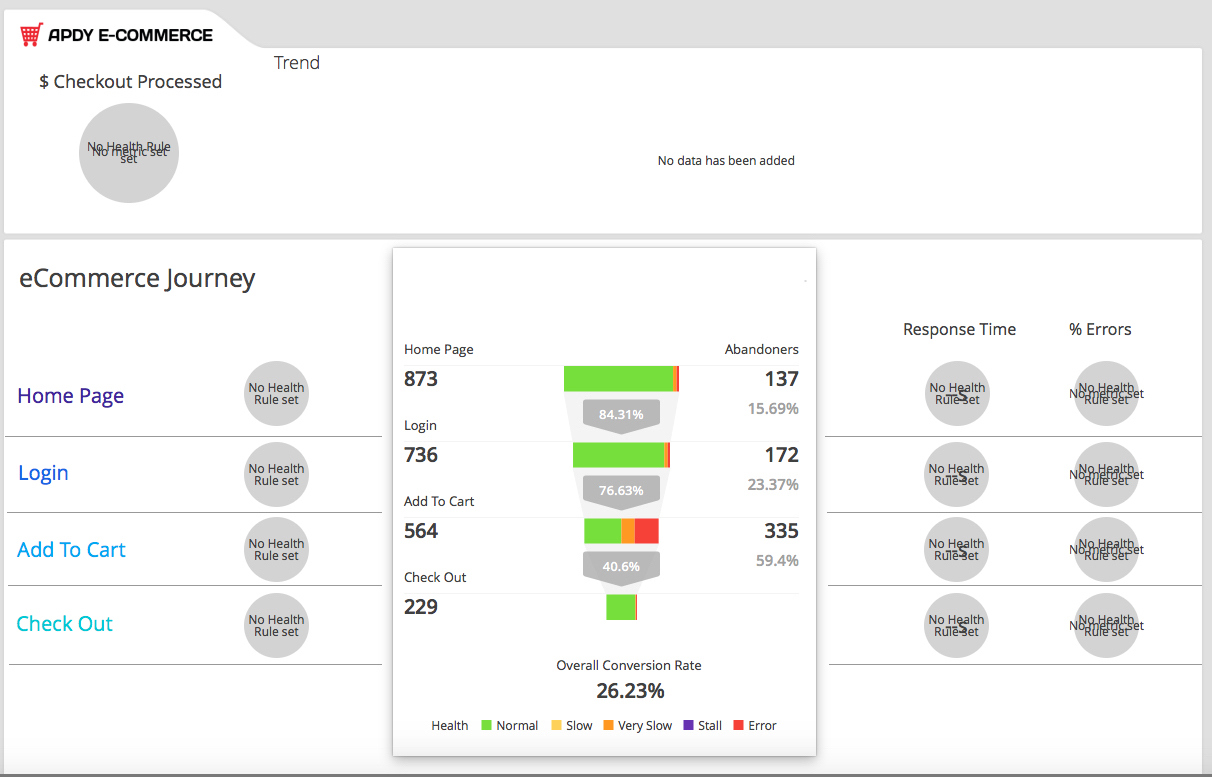 APDY E-COMMERCE
Trend
$ Checkout Processed
No Health Rule
set
No metric set
No data has been added
eCommerce Journey
Response Time
% Errors
Home Page
No Health
Rule set
Home Page
Abandoners
873
137
84.31%
15.69%
No Health
Rule set
--s
No Health
Rule set
No metric set
Login
No Health
Rule set
Login
736
172
76.63%
23.37%
No Health
Rule set
--s
No Health
Rule set
No metric set
Add To Cart
No Health
Rule set
Add To Cart
564
335
40.6%
59.4%
No Health
Rule set
--s
No Health
Rule set
No metric set
Check Out
No Health
Rule set
Check Out
229
No Health
Rule set
--s
No Health
Rule set
No metric set
Overall Conversion Rate
26.23%
Health Normal Slow Very Slow Stall Error